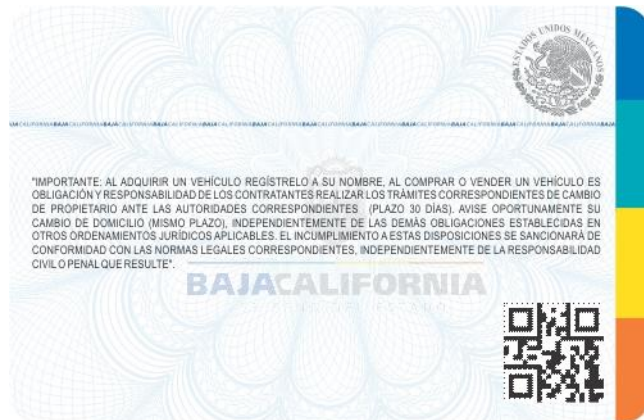 ESTADOS UNIDOS MEXICANOS
BAJACALIFORNIABAJACALIFORNIABAJACALIFORNIABAJACALIFORNIABAJACALIFORNIABAJACALIFORNIABAJACALIFORNIABAJACALIFORNIABAJA
"IMPORTANTE: AL ADQUIRIR UN VEHÍCULO REGÍSTRELO A SU NOMBRE, AL COMPRAR O VENDER UN VEHÍCULO ES
OBLIGACIÓN Y RESPONSABILIDAD DE LOS CONTRATANTES REALIZAR LOS TRÁMITES CORRESPONDIENTES DE CAMBIO
DE PROPIETARIO ANTE LAS AUTORIDADES CORRESPONDIENTES (PLAZO 30 DÍAS). AVISE OPORTUNAMENTE SU
CAMBIO DE DOMICILIO (MISMO PLAZO), INDEPENDIENTEMENTE DE LAS DEMÁS OBLIGACIONES ESTABLECIDAS EN
OTROS ORDENAMIENTOS JURÍDICOS APLICABLES. EL INCUMPLIMIENTO A ESTAS DISPOSICIONES SE SANCIONARÁ DE
CONFORMIDAD CON LAS NORMAS LEGALES CORRESPONDIENTES, INDEPENDIENTEMENTE DE LA RESPONSABILIDAD
CIVIL O PENAL QUE RESULTE".
BAJACALIFORNIA